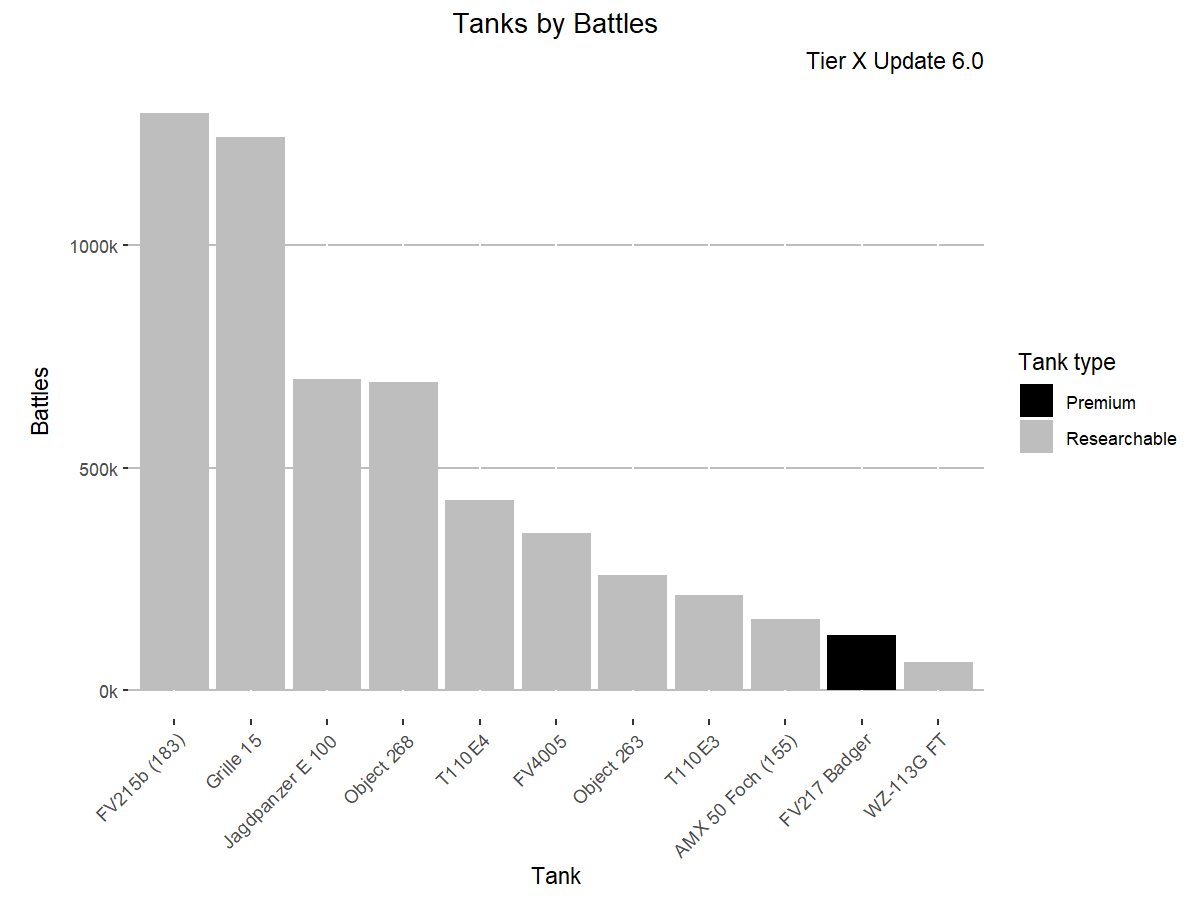 Tanks by Battles
Tier X Update 6.0
1000k
500k
0k
Battles
FV215b (183)
Grille 15
Jagdpanzer E 100
Object 268
T110E4
FV4005
Object 263
T110E3
AMX 50 Foch (155)
FV217 Badger
WZ-113G FT
Tank
Tank type
Premium
Researchable